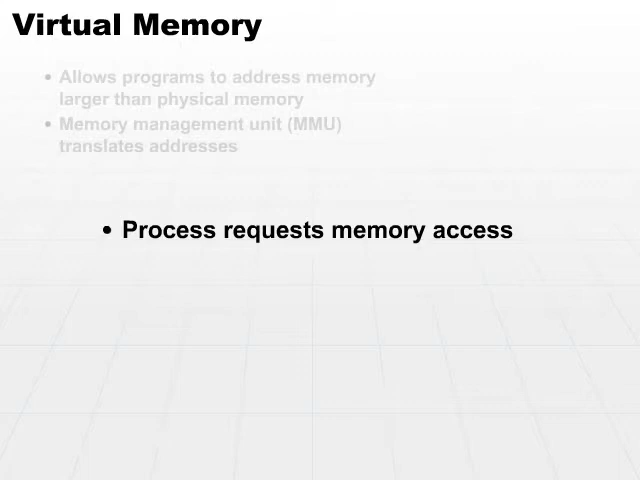 Virtual Memory
• Allows programs to address memory
larger than physical memory
• Memory management unit (MMU)
translates addresses
• Process requests memory access